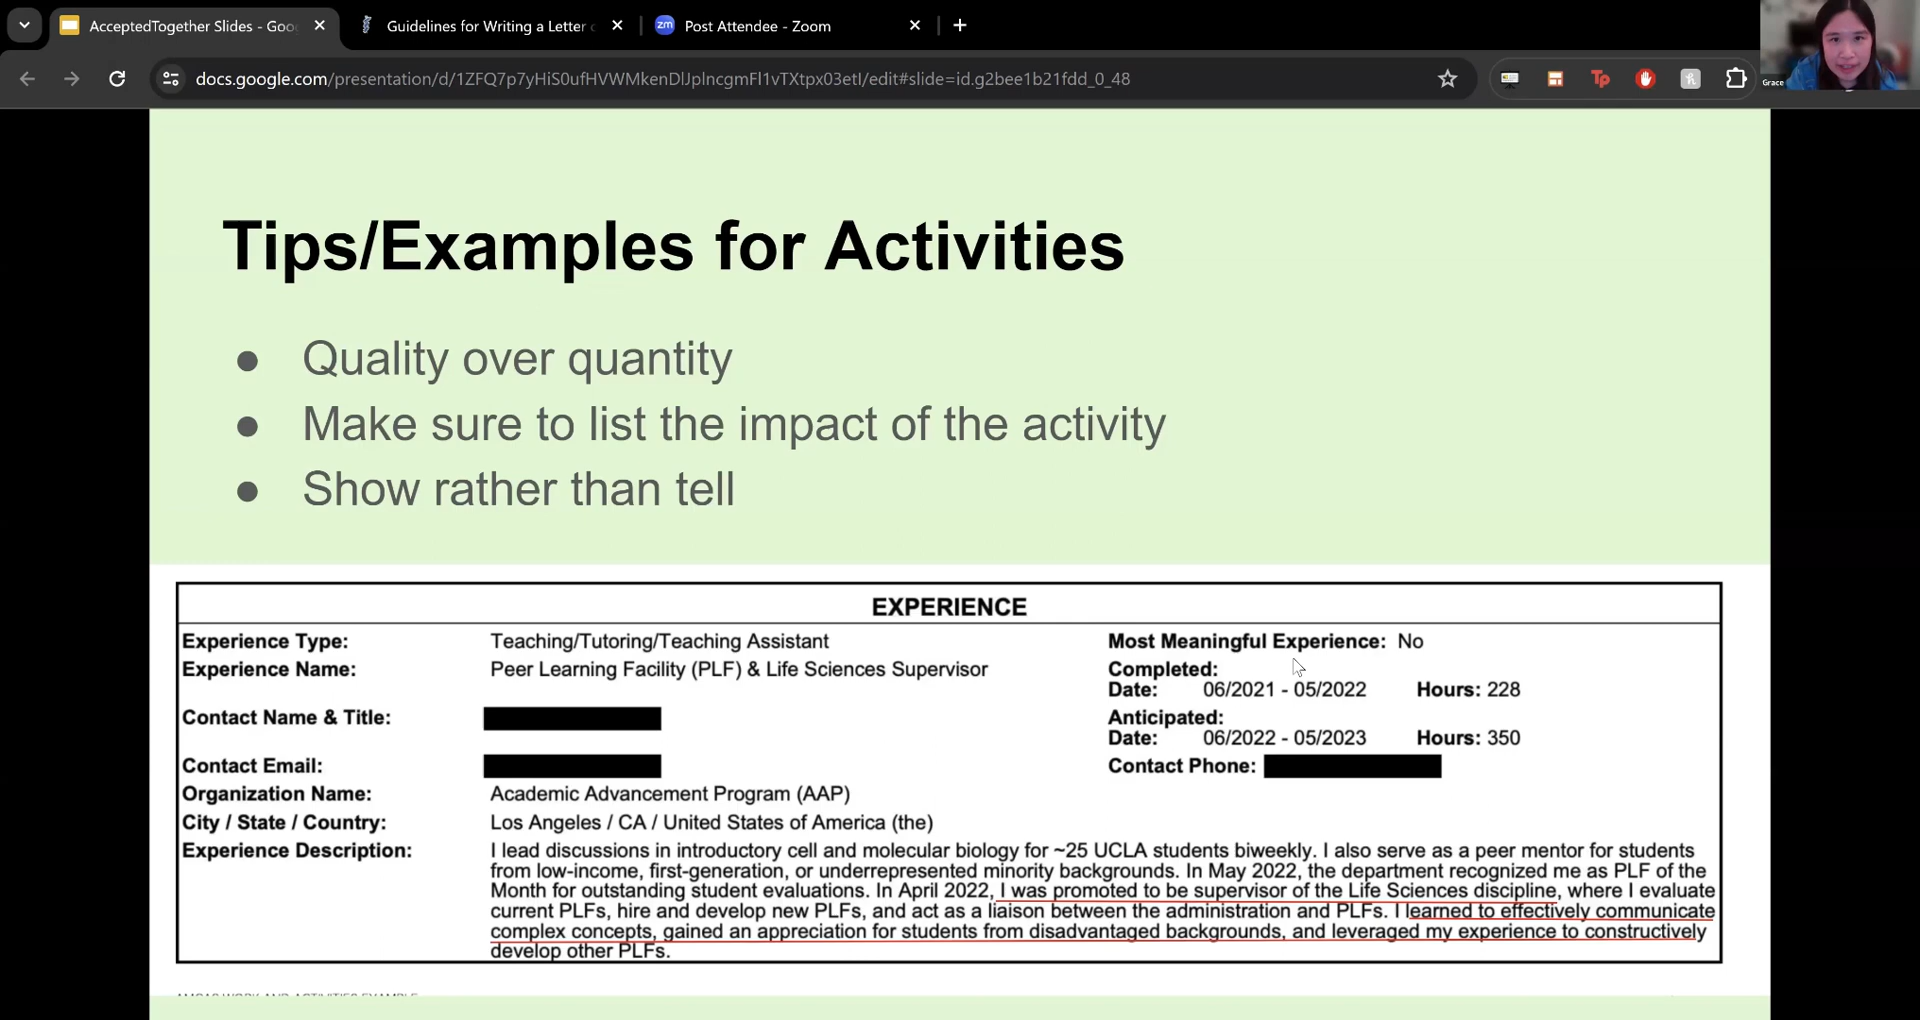 AcceptedTogether Slides - Goo
Guidelines for Writing a Letter o
zm
Post Attendee - Zoom
docs.google.com/presentation/d/1ZFQ7p7yHiS0ufHVWMkenDlJplncgmFl1vTXtpx03etI/edit#slide=id.g2bee1b21fdd_0_48
Tp
Grace
Tips/Examples for Activities
● Quality over quantity
● Make sure to list the impact of the activity
● Show rather than tell
EXPERIENCE
Experience Type: Teaching/Tutoring/Teaching Assistant
Most Meaningful Experience: No
Experience Name: Peer Learning Facility (PLF) & Life Sciences Supervisor
Completed:
Date: 06/2021 - 05/2022 Hours: 228
Contact Name & Title:
Anticipated:
Date: 06/2022 - 05/2023 Hours: 350
Contact Email:
Contact Phone:
Organization Name: Academic Advancement Program (AAP)
City / State / Country: Los Angeles / CA / United States of America (the)
Experience Description: I lead discussions in introductory cell and molecular biology for ~25 UCLA students biweekly. I also serve as a peer mentor for students
from low-income, first-generation, or underrepresented minority backgrounds. In May 2022, the department recognized me as PLF of the
Month for outstanding student evaluations. In April 2022, I was promoted to be supervisor of the Life Sciences discipline, where I evaluate
current PLFs, hire and develop new PLFs, and act as a liaison between the administration and PLFs. I learned to effectively communicate
complex concepts, gained an appreciation for students from disadvantaged backgrounds, and leveraged my experience to constructively
develop other PLFs.
AMCAS WORK AND ACTIVITIES EXAMPLE